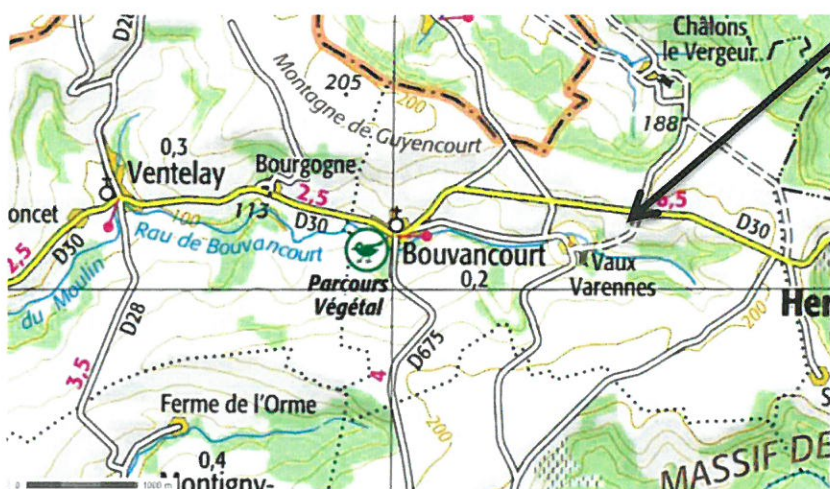 D28
Châlons
le Vergeur
205
200
Montagne de Guyencourt
188
0,3
Ventelay
Bourgogne
2,5
113
D30
100
oncet
D30
2,5
Rau de Bouvancourt
du Moulin
Parcours
Végétal
Bouvancourt
0,2
6,5
D30
Vaux
Varennes
Her
200
D28
3,5
4
D675
200
Ferme de l'Orme
0,4
Montigny-
S
MASSIF DE
1000 m